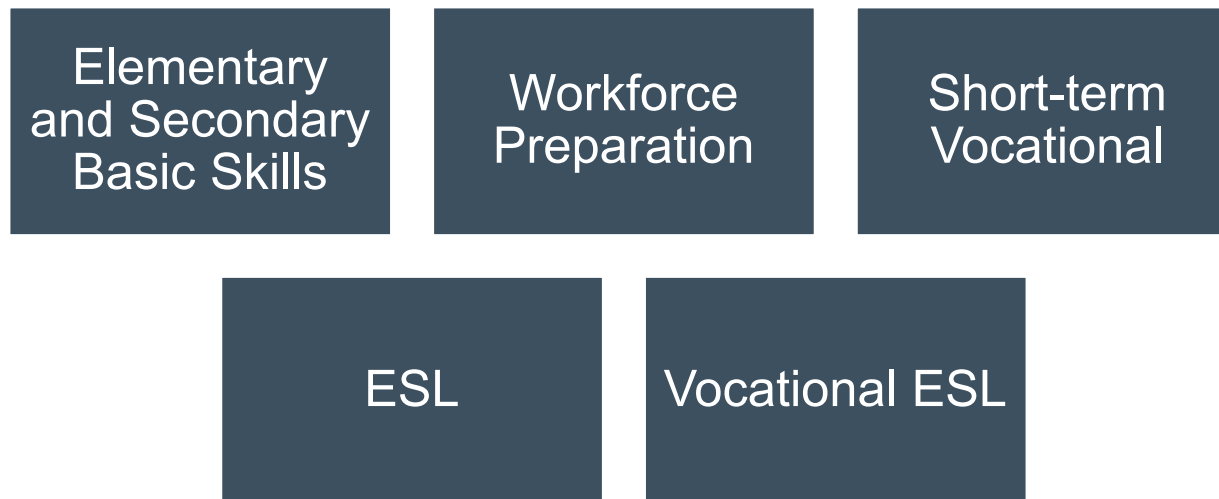 Elementary
and Secondary
Basic Skills
Workforce
Preparation
Short-term
Vocational
ESL
Vocational ESL